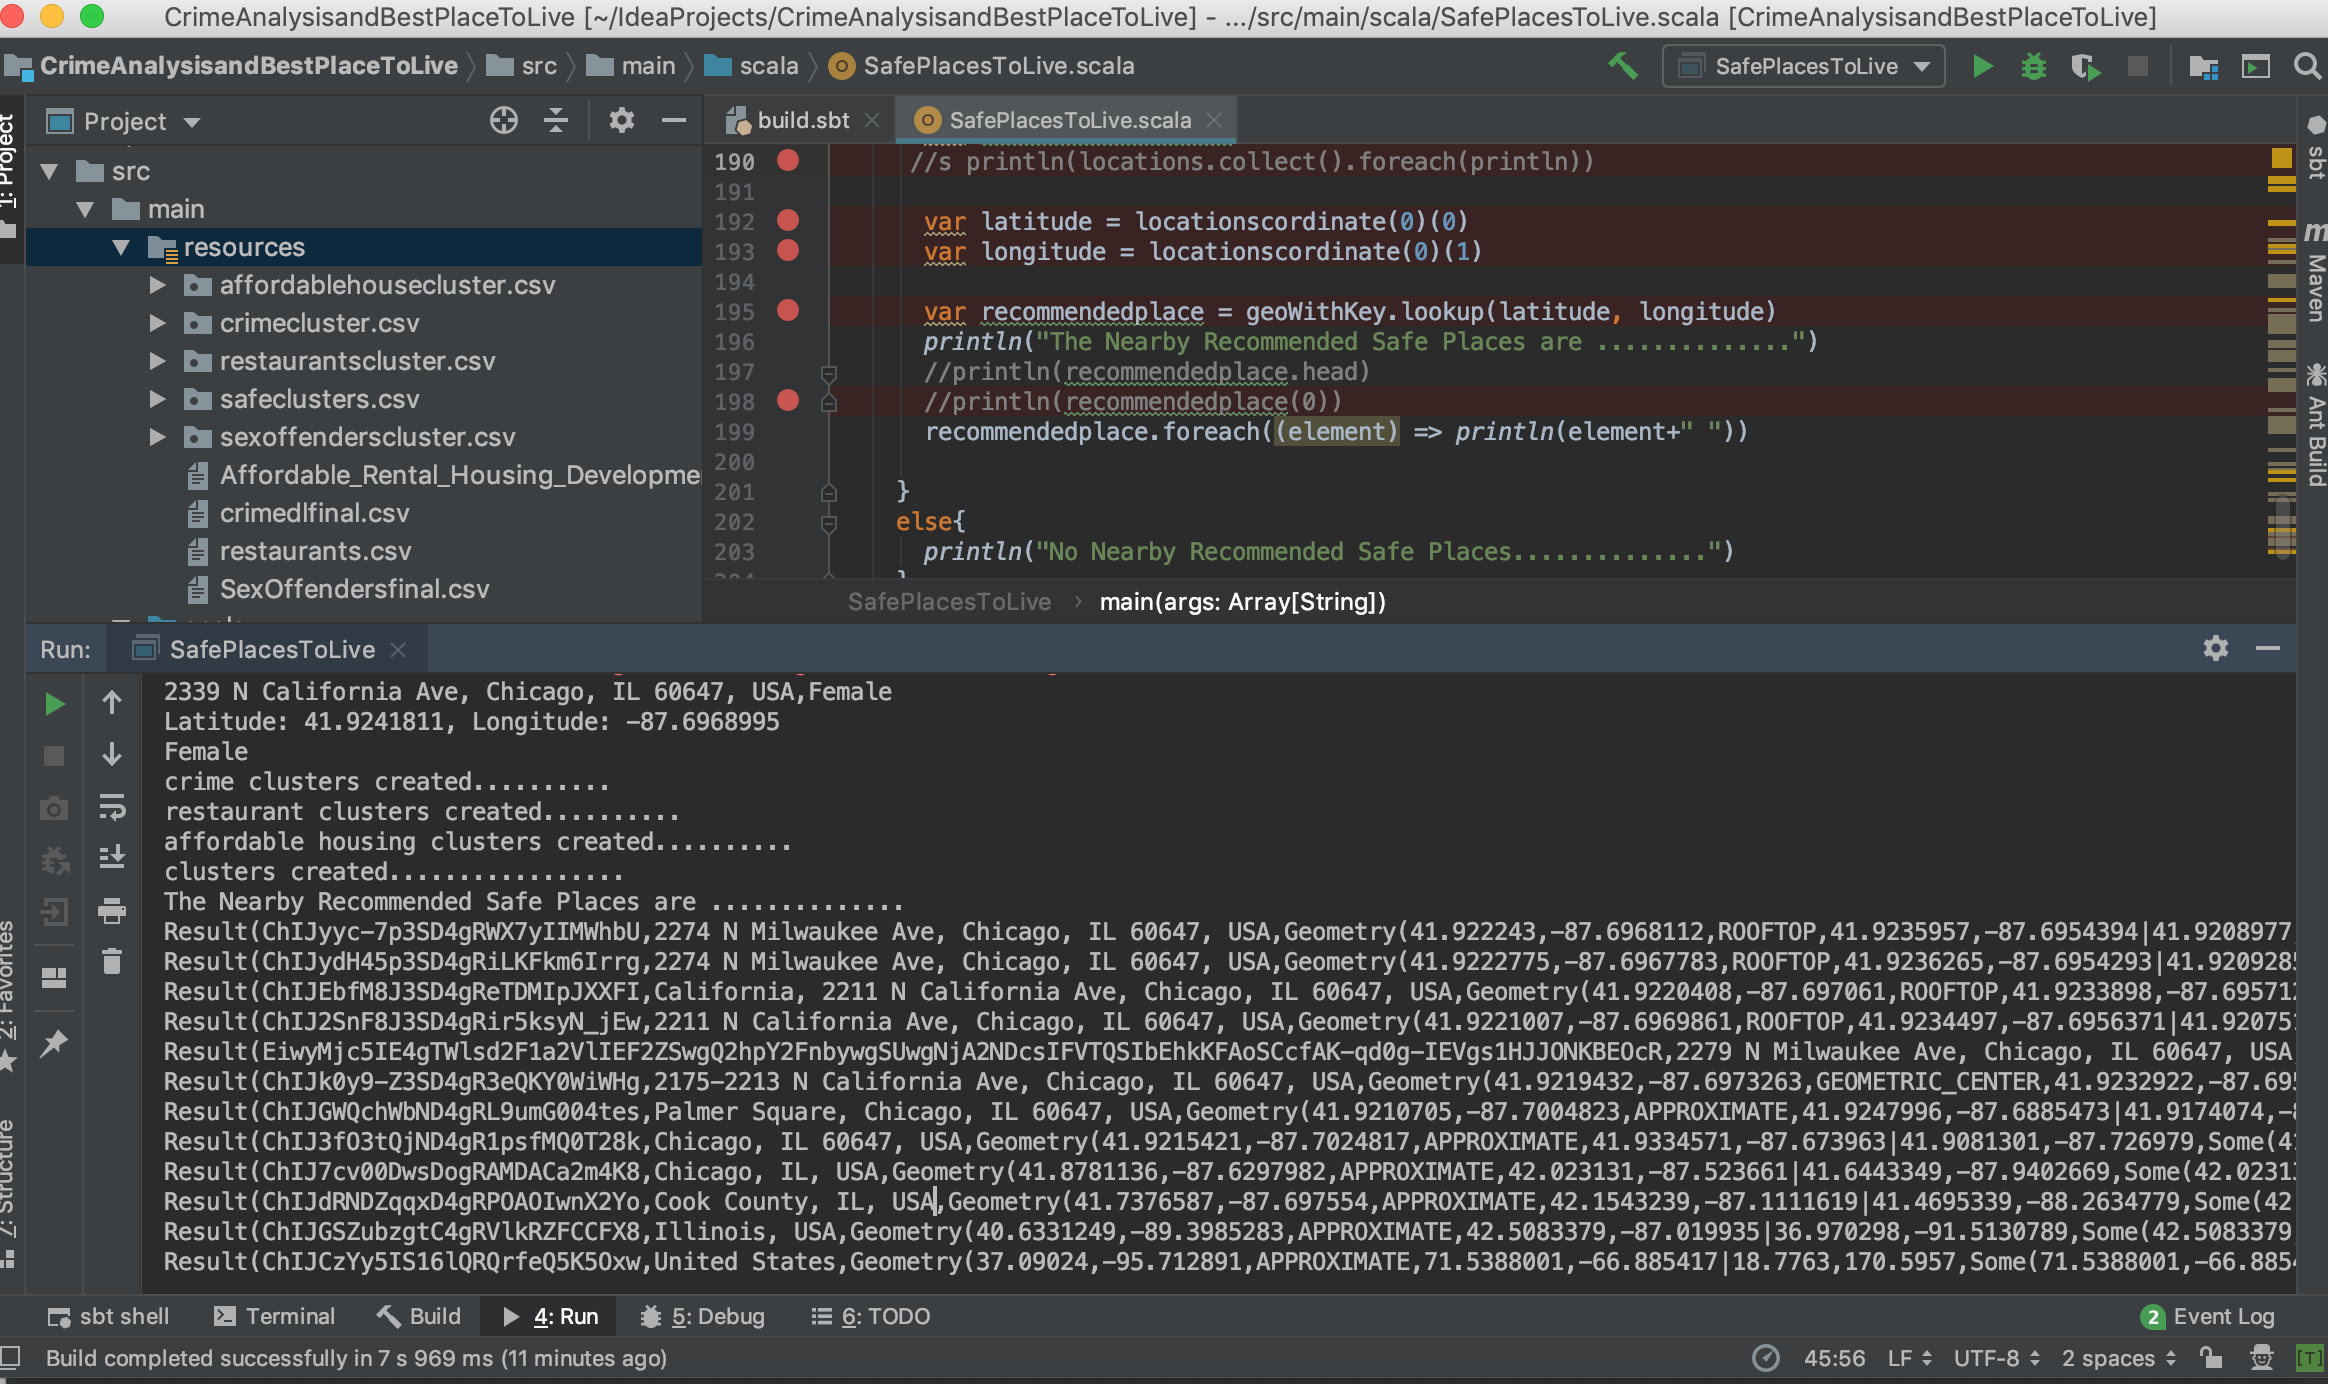 CrimeAnalysisandBestPlaceToLive [~/IdeaProjects/CrimeAnalysisandBestPlaceToLive] - .../src/main/scala/SafePlacesToLive.scala [CrimeAnalysisandBestPlaceToLive]
CrimeAnalysisandBestPlaceToLive src main scala SafePlacesToLive.scala SafePlacesToLive
1: Project
Project
build.sbt
SafePlacesToLive.scala
src
main
resources
affordablehousecluster.csv
crimecluster.csv
restaurantscluster.csv
safeclusters.csv
sexoffenderscluster.csv
Affordable_Rental_Housing_Developme
crimedlfinal.csv
restaurants.csv
SexOffendersfinal.csv
190 //s println(locations.collect().foreach(println))
191
192 var latitude = locationscordinate(0)(0)
193 var longitude = locationscordinate(0)(1)
194
195 var recommendedplace = geoWithKey.lookup(latitude, longitude)
196 println("The Nearby Recommended Safe Places are ..............")
197 //println(recommendedplace.head)
198 //println(recommendedplace(0))
199 recommendedplace.foreach((element) => println(element+" "))
200
201 }
202 else{
203 println("No Nearby Recommended Safe Places..............")
SafePlacesToLive › main(args: Array[String])
sbt
Maven
Ant Build
Run: SafePlacesToLive
2339 N California Ave, Chicago, IL 60647, USA,Female
Latitude: 41.9241811, Longitude: -87.6968995
Female
crime clusters created..........
restaurant clusters created..........
affordable housing clusters created..........
clusters created.................
The Nearby Recommended Safe Places are ..............
Result(ChIJyyc-7p3SD4gRWX7yIIMWhbU,2274 N Milwaukee Ave, Chicago, IL 60647, USA,Geometry(41.922243,-87.6968112,ROOFTOP,41.9235957,-87.6954394|41.9208977
Result(ChIJydH45p3SD4gRiLKFkm6Irrg,2274 N Milwaukee Ave, Chicago, IL 60647, USA,Geometry(41.9222775,-87.6967783,ROOFTOP,41.9236265,-87.6954293|41.920928
Result(ChIJEbfM8J3SD4gReTDMIpJXXFI,California, 2211 N California Ave, Chicago, IL 60647, USA,Geometry(41.9220408,-87.697061,ROOFTOP,41.9233898,-87.69571
Result(ChIJ2SnF8J3SD4gRir5ksyN_jEw,2211 N California Ave, Chicago, IL 60647, USA,Geometry(41.9221007,-87.6969861,ROOFTOP,41.9234497,-87.6956371|41.92075
Result(EiwyMjc5IE4gTWlsd2F1a2VlIEF2ZSwgQ2hpY2FnbywgSUwgNjA2NDcsIFVTQSIbEhkKFAoSCcfAK-qd0g-IEVgs1HJJONKBEOcR,2279 N Milwaukee Ave, Chicago, IL 60647, USA
Result(ChIJk0y9-Z3SD4gR3eQKY0WiWHg,2175-2213 N California Ave, Chicago, IL 60647, USA,Geometry(41.9219432,-87.6973263,GEOMETRIC_CENTER,41.9232922,-87.69
Result(ChIJGWQchWbND4gRL9umG004tes,Palmer Square, Chicago, IL 60647, USA,Geometry(41.9210705,-87.7004823,APPROXIMATE,41.9247996,-87.6885473|41.9174074,-
Result(ChIJ3fO3tQjND4gR1psfMQ0T28k,Chicago, IL 60647, USA,Geometry(41.9215421,-87.7024817,APPROXIMATE,41.9334571,-87.673963|41.9081301,-87.726979,Some(4
Result(ChIJ7cv00DwsDogRAMDACa2m4K8,Chicago, IL, USA,Geometry(41.8781136,-87.6297982,APPROXIMATE,42.023131,-87.523661|41.6443349,-87.9402669,Some(42.0231
Result(ChIJdRNDZqqxD4gRPOAOIwnX2Yo,Cook County, IL, USA,Geometry(41.7376587,-87.697554,APPROXIMATE,42.1543239,-87.1111619|41.4695339,-88.2634779,Some(42.
Result(ChIJGSZubzgtC4gRVlkRZFCCFX8,Illinois, USA,Geometry(40.6331249,-89.3985283,APPROXIMATE,42.5083379,-87.019935|36.970298,-91.5130789,Some(42.5083379
Result(ChIJCzYy5IS16lQRQrfeQ5K5Oxw,United States,Geometry(37.09024,-95.712891,APPROXIMATE,71.5388001,-66.885417|18.7763,170.5957,Some(71.5388001,-66.885
2: Favorites
7: Structure
sbt shell Terminal Build 4: Run 5: Debug 6: TODO 2 Event Log
Build completed successfully in 7 s 969 ms (11 minutes ago) 45:56 LF UTF-8 2 spaces [T]